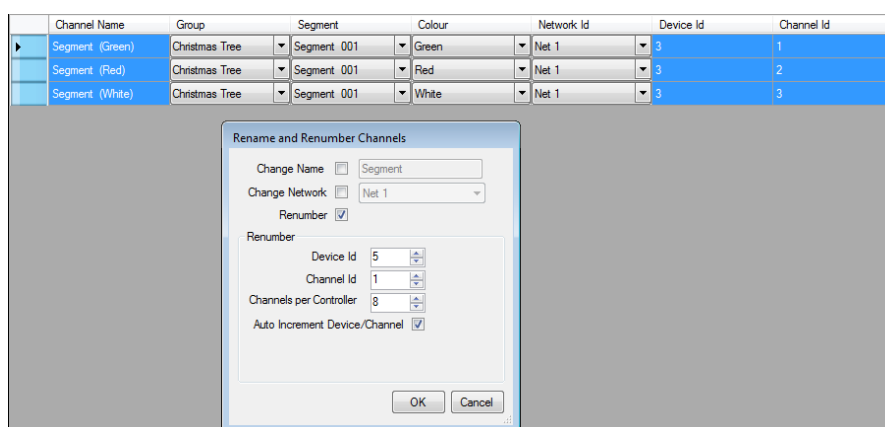 Channel Name Group Segment Colour Network Id Device Id Channel Id
Segment (Green) Christmas Tree Segment 001 Green Net 1 3 1
Segment (Red) Christmas Tree Segment 001 Red Net 1 3 2
Segment (White) Christmas Tree Segment 001 White Net 1 3 3
Rename and Renumber Channels
Change Name Segment
Change Network Net 1
Renumber
Renumber
Device Id 5
Channel Id 1
Channels per Controller 8
Auto Increment Device/Channel
OK Cancel